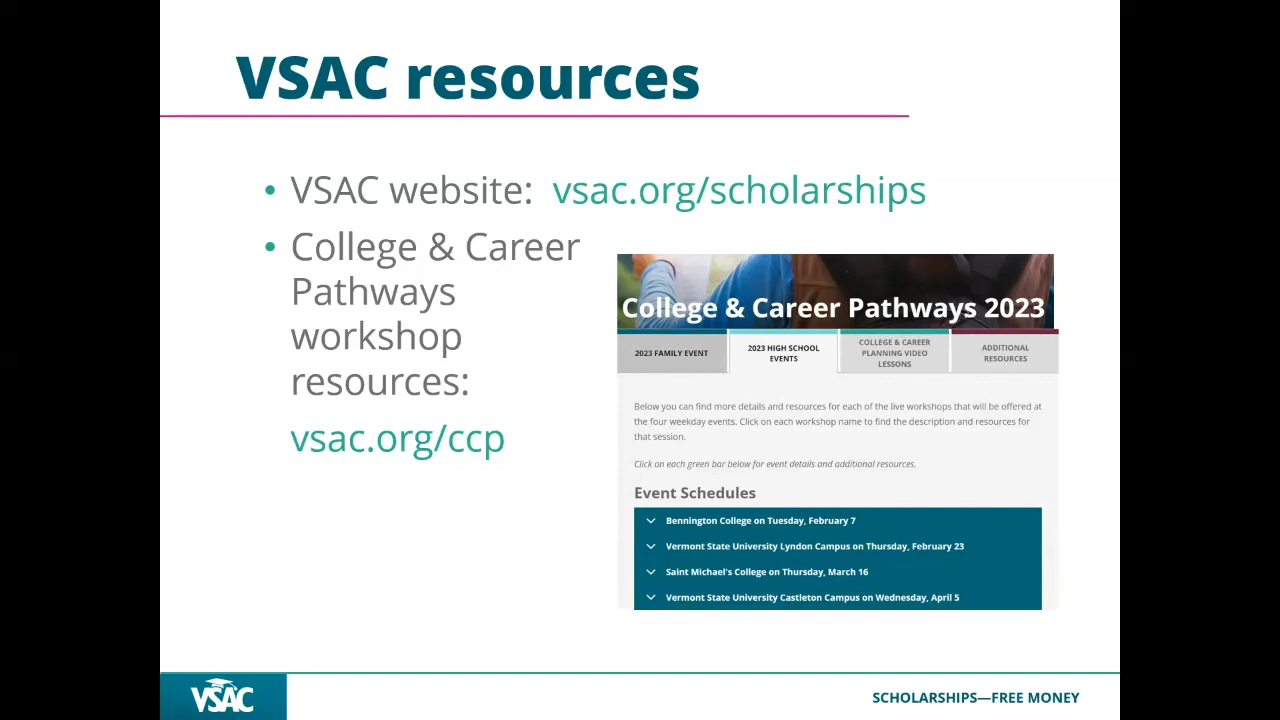 VSAC resources
• VSAC website: vsac.org/scholarships
• College & Career
Pathways
workshop
resources:
vsac.org/ccp
College & Career Pathways 2023
2023 FAMILY EVENT
2023 HIGH SCHOOL
EVENTS
COLLEGE & CAREER
PLANNING VIDEO
LESSONS
ADDITIONAL
RESOURCES
Below you can find more details and resources for each of the live workshops that will be offered at
the four weekday events. Click on each workshop name to find the description and resources for
that session.
Click on each green bar below for event details and additional resources.
Event Schedules
Bennington College on Tuesday, February 7
Vermont State University Lyndon Campus on Thursday, February 23
Saint Michael's College on Thursday, March 16
Vermont State University Castleton Campus on Wednesday, April 5
VSAC
SCHOLARSHIPS—FREE MONEY